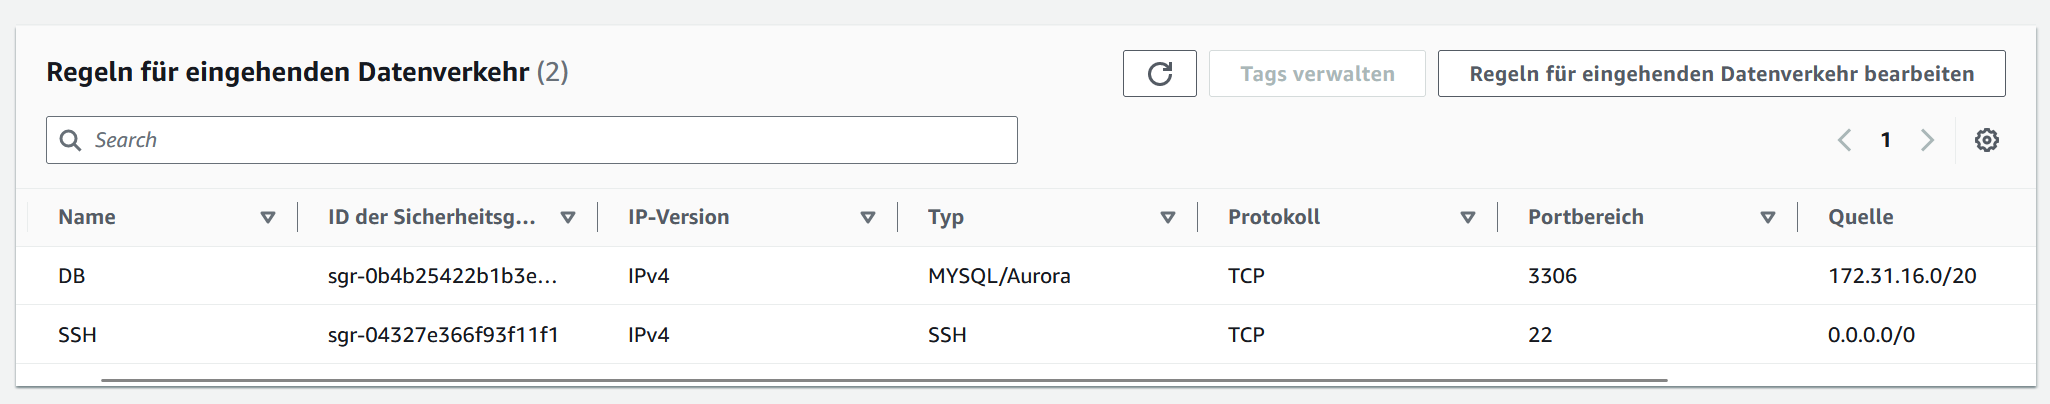 Regeln für eingehenden Datenverkehr (2)
Tags verwalten
Regeln für eingehenden Datenverkehr bearbeiten
Search
1
Name ID der Sicherheitsg... IP-Version Typ Protokoll Portbereich Quelle
DB sgr-0b4b25422b1b3e... IPv4 MYSQL/Aurora TCP 3306 172.31.16.0/20
SSH sgr-04327e366f93f11f1 IPv4 SSH TCP 22 0.0.0.0/0